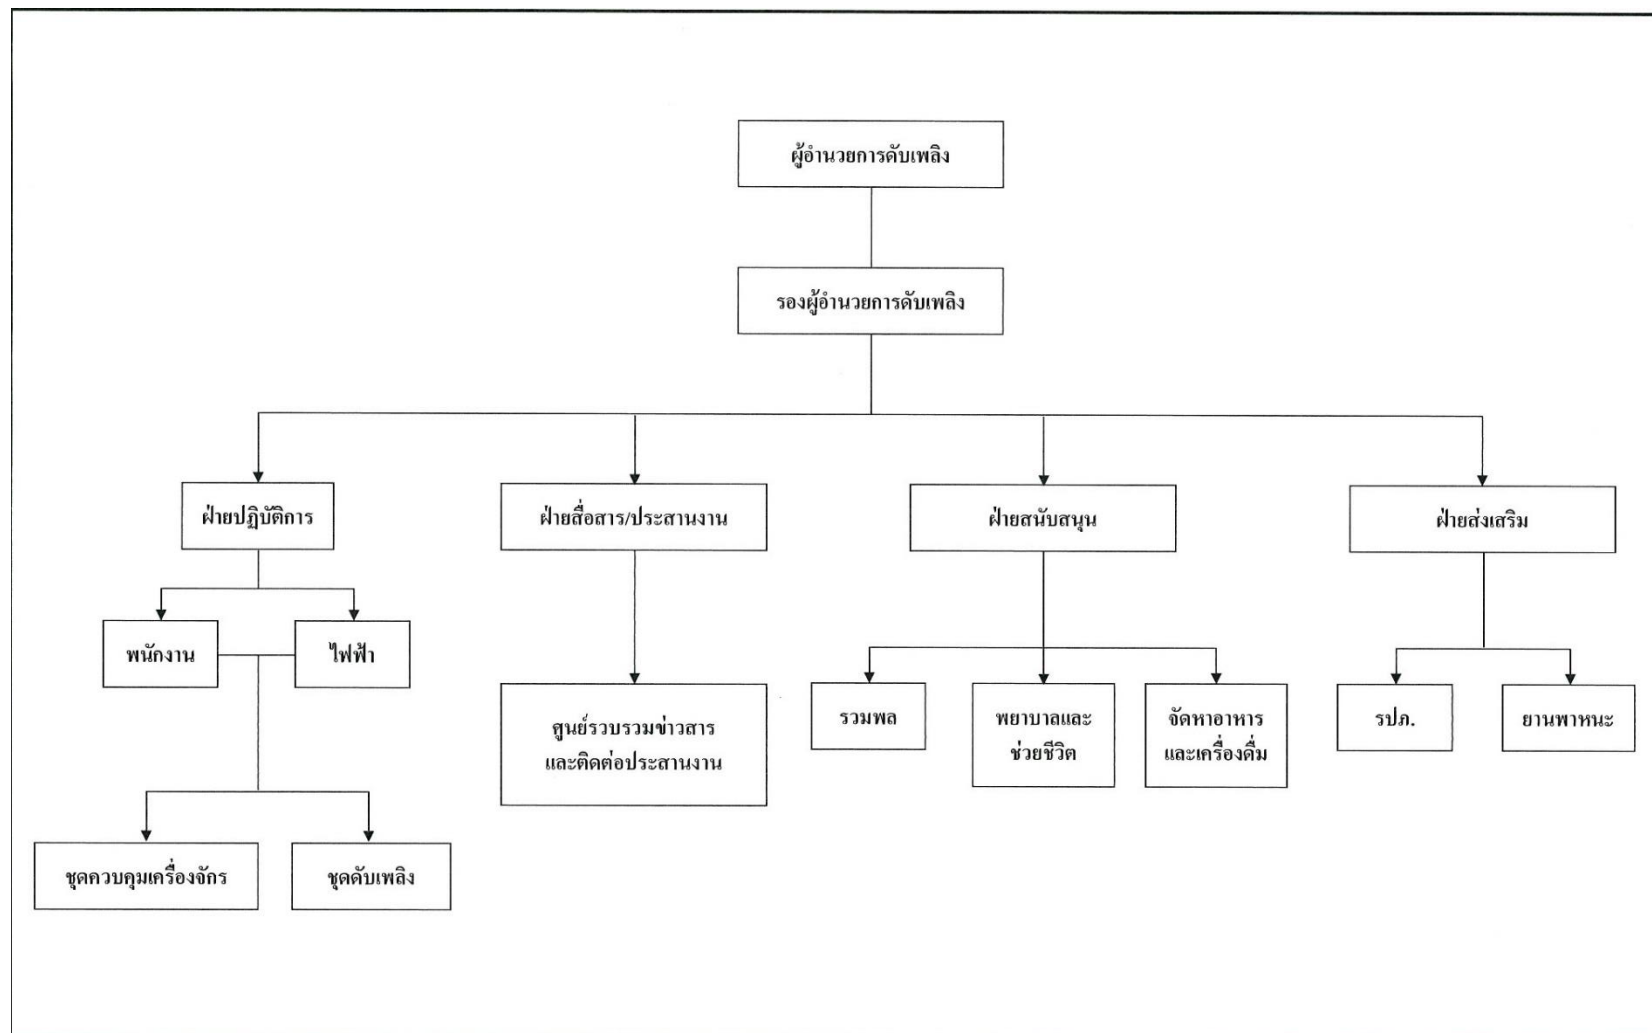 ผู้อำนวยการดับเพลิง
รองผู้อำนวยการดับเพลิง
ฝ่ายปฏิบัติการ
ฝ่ายสื่อสาร/ประสานงาน
ฝ่ายสนับสนุน
ฝ่ายส่งเสริม
พนักงาน
ไฟฟ้า
ศูนย์รวบรวมข่าวสาร
และติดต่อประสานงาน
รวมพล
พยาบาลและ
ช่วยชีวิต
จัดหาอาหาร
และเครื่องดื่ม
รปภ.
ยานพาหนะ
ชุดควบคุมเครื่องจักร
ชุดดับเพลิง